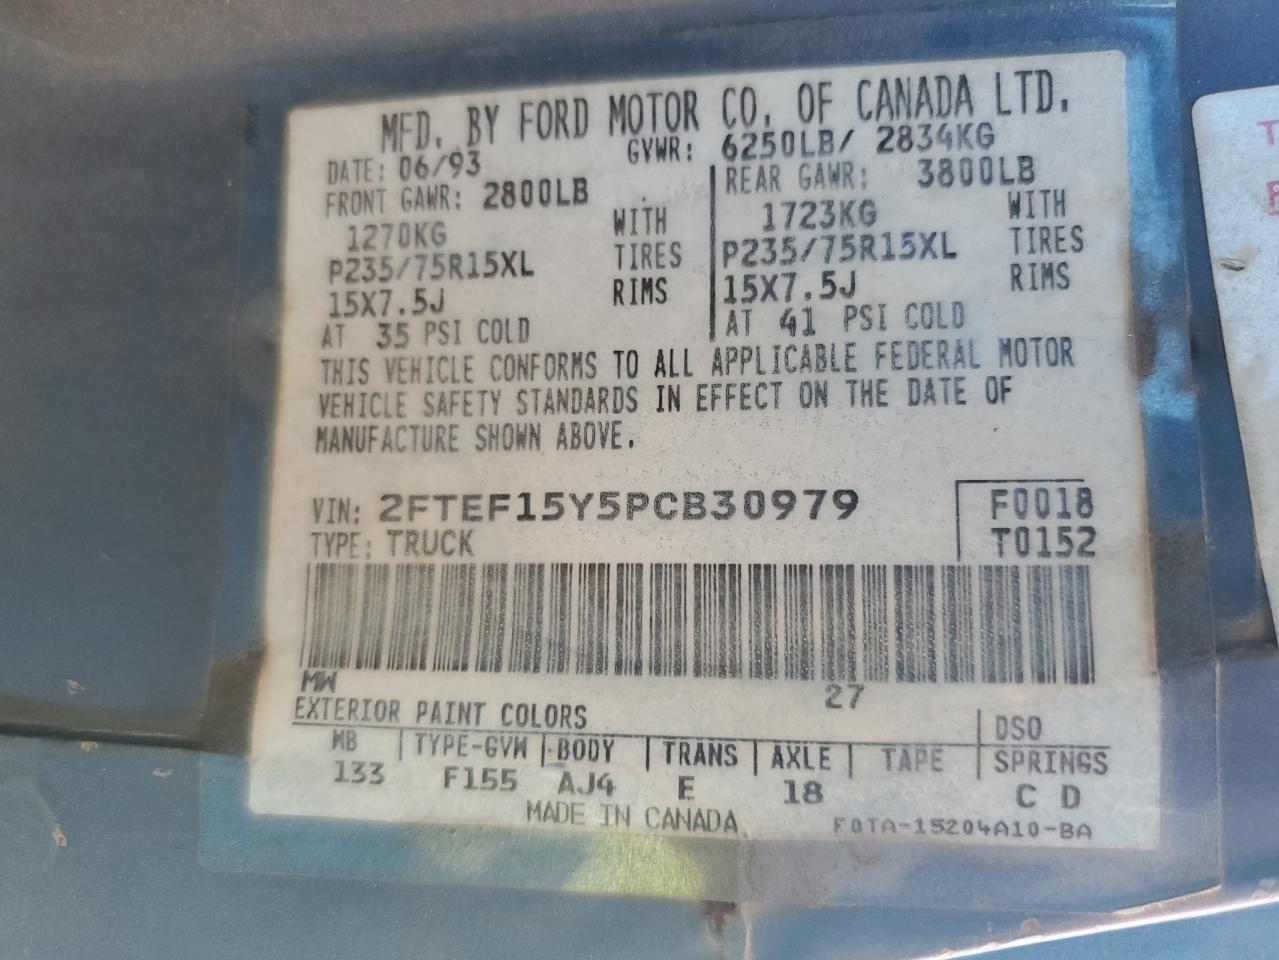 MFD. BY FORD MOTOR CO. OF CANADA LTD.
DATE: 06/93 GVWR: 6250LB/ 2834KG
FRONT GAWR: 2800LB
1270KG WITH
P235/75R15XL TIRES
15X7.5J RIMS
AT 35 PSI COLD
REAR GAWR: 3800LB
1723KG WITH
P235/75R15XL TIRES
15X7.5J RIMS
AT 41 PSI COLD
THIS VEHICLE CONFORMS TO ALL APPLICABLE FEDERAL MOTOR
VEHICLE SAFETY STANDARDS IN EFFECT ON THE DATE OF
MANUFACTURE SHOWN ABOVE.
VIN: 2FTEF15Y5PCB30979 F0018
TYPE: TRUCK T0152
MW 27
EXTERIOR PAINT COLORS DSO
WB TYPE-GVW BODY TRANS AXLE TAPE SPRINGS
133 F155 AJ4 E 18 C D
MADE IN CANADA F0TA-15204A10-BA